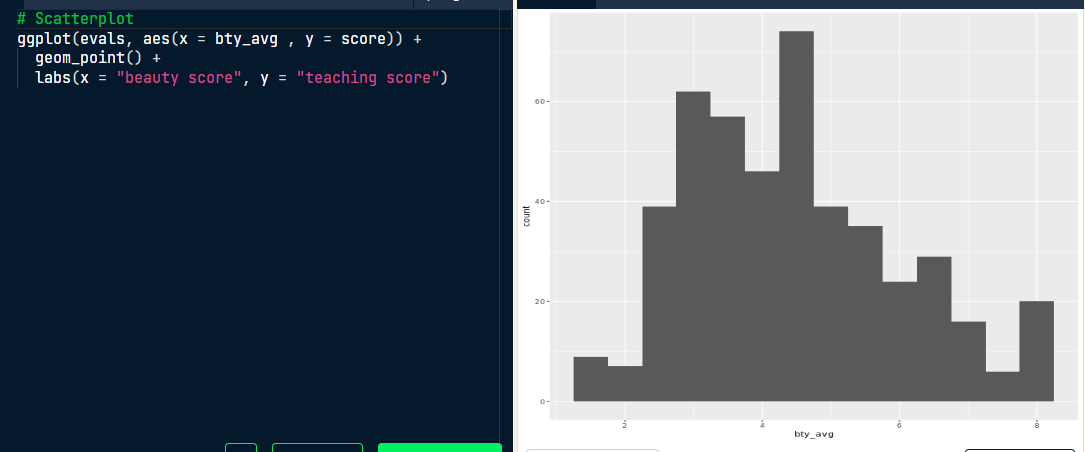 # Scatterplot
ggplot(evals, aes(x = bty_avg , y = score)) +
  geom_point() +
  labs(x = "beauty score", y = "teaching score")
60
40
20
0
count
2 4 6 8
bty_avg